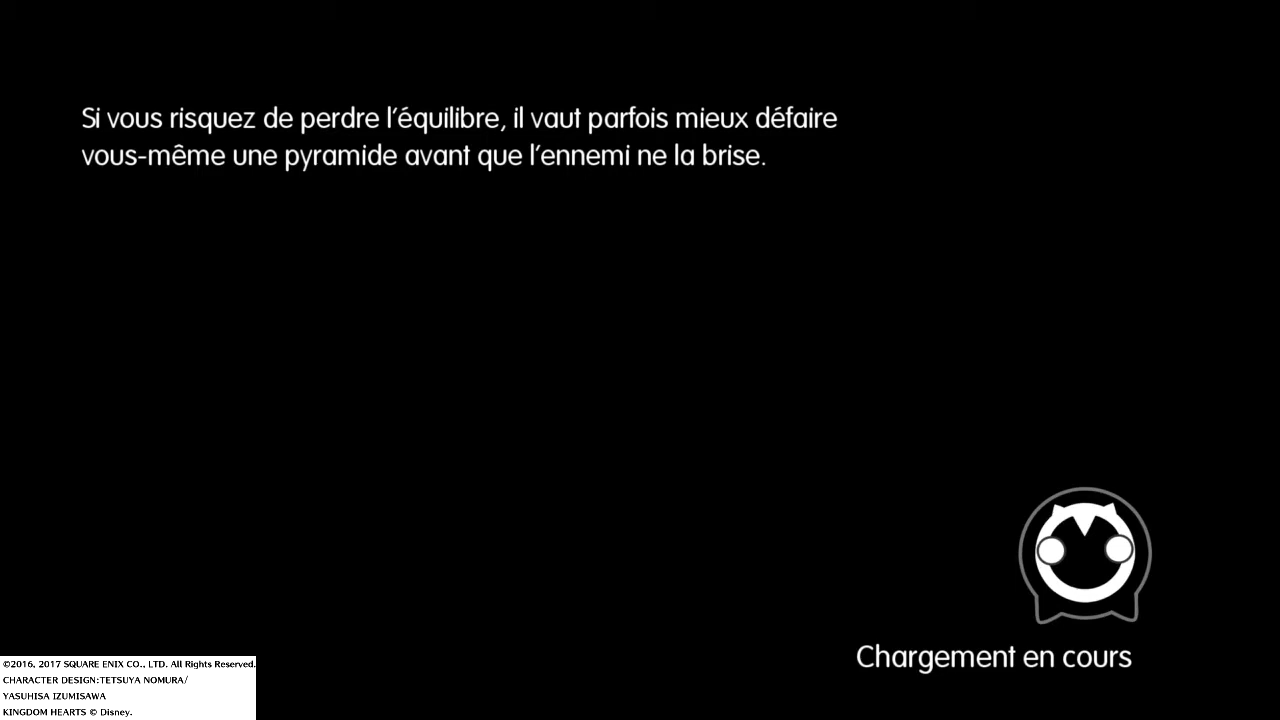 Si vous risquez de perdre l'équilibre, il vaut parfois mieux défaire
vous-même une pyramide avant que l'ennemi ne la brise.
Chargement en cours
©2016, 2017 SQUARE ENIX CO., LTD. All Rights Reserved.
CHARACTER DESIGN:TETSUYA NOMURA/
YASUHISA IZUMISAWA
KINGDOM HEARTS © Disney.